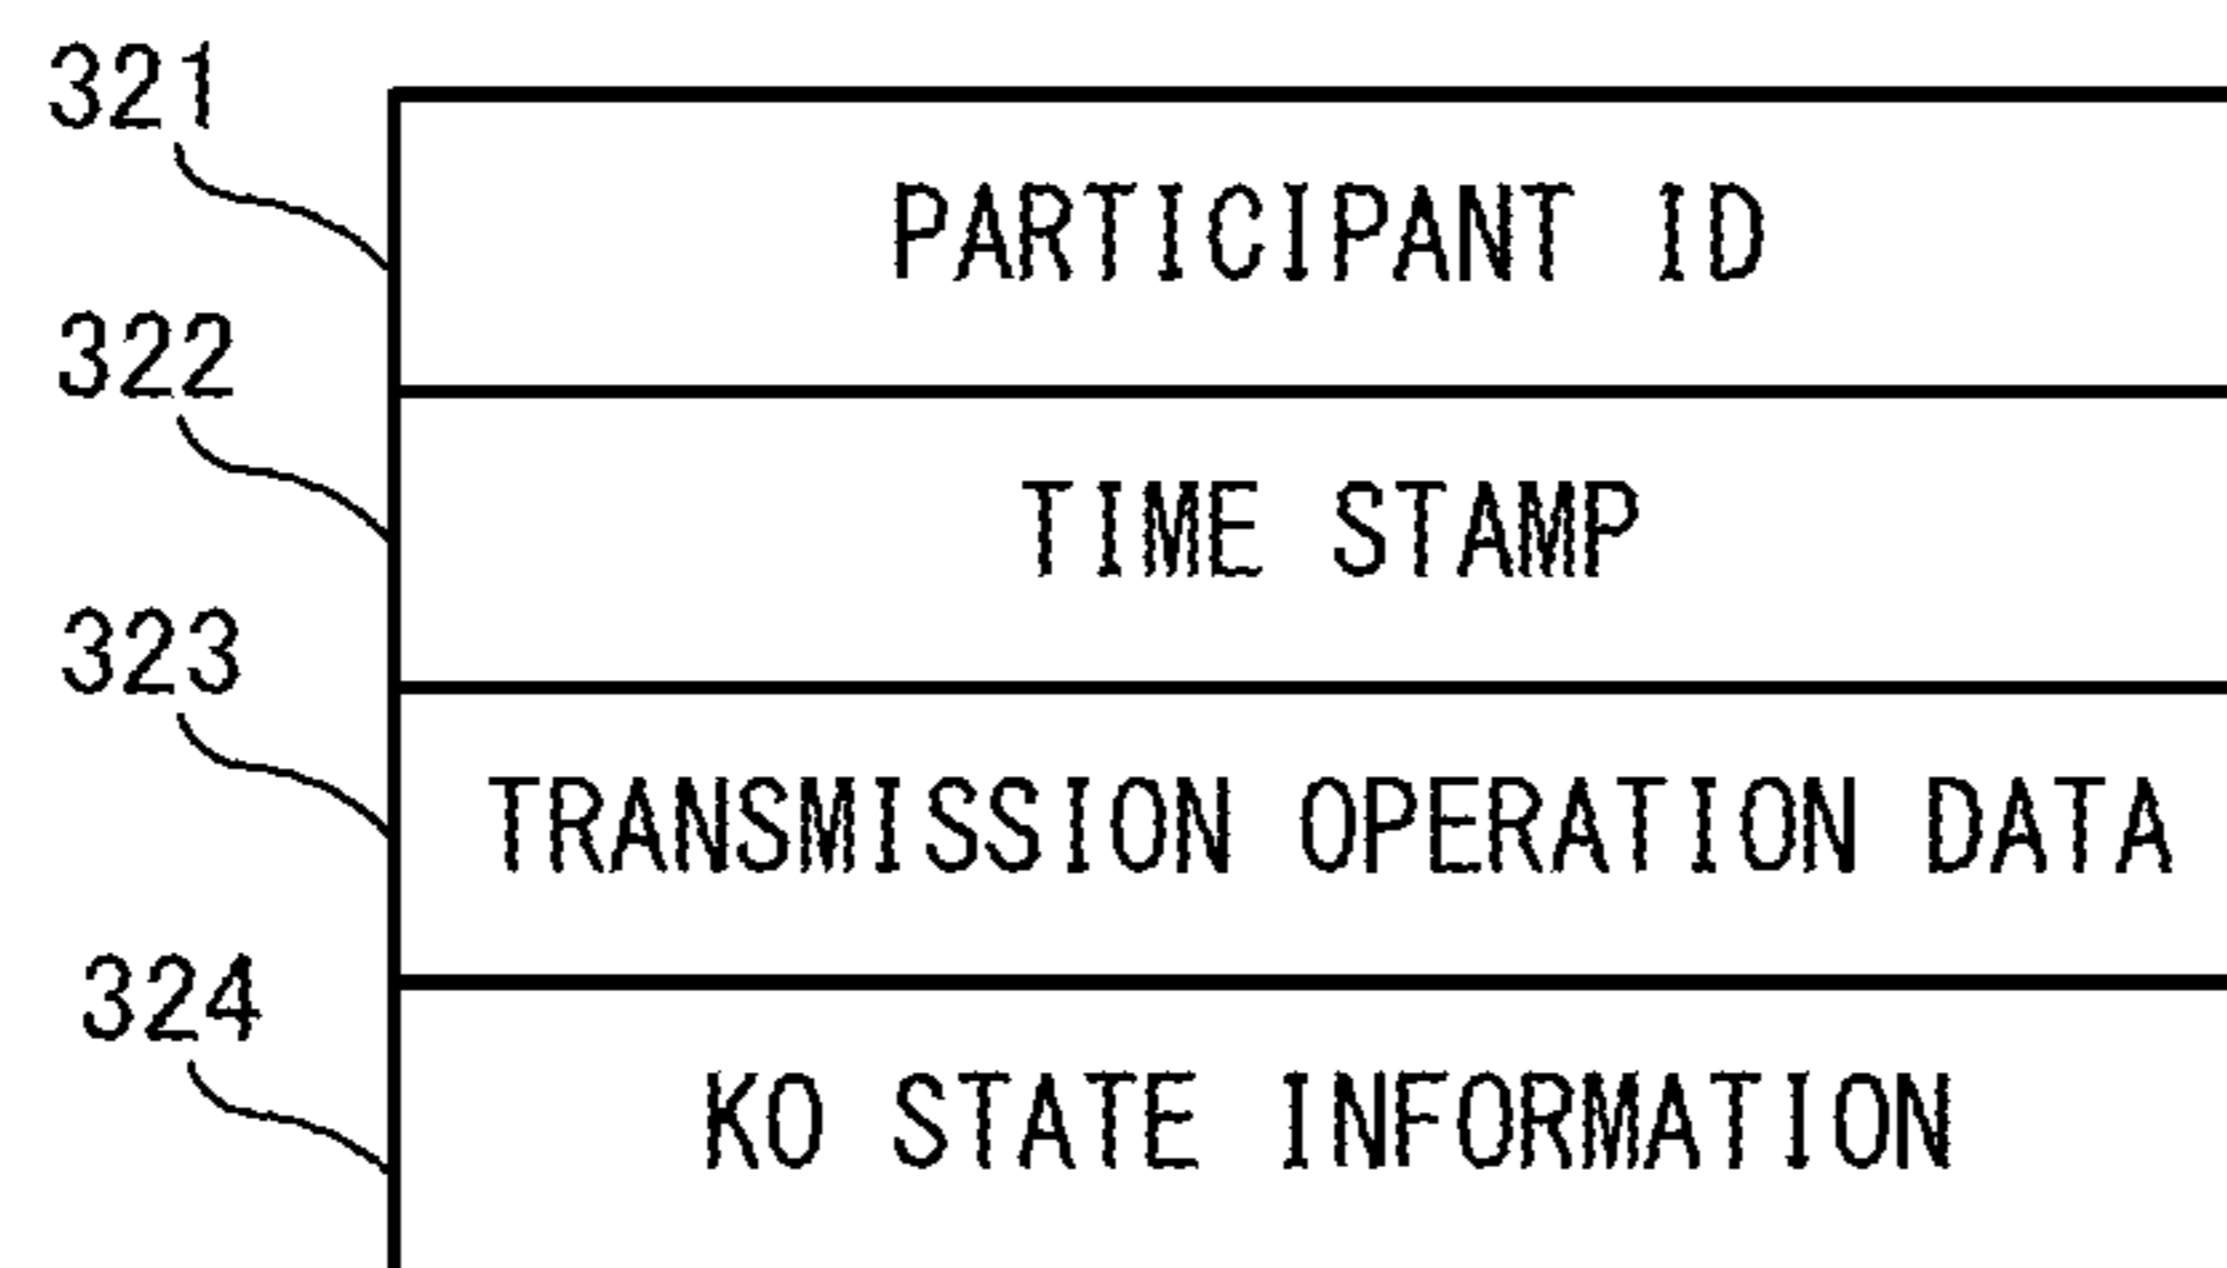 321
PARTICIPANT ID
322
TIME STAMP
323
TRANSMISSION OPERATION DATA
324
KO STATE INFORMATION